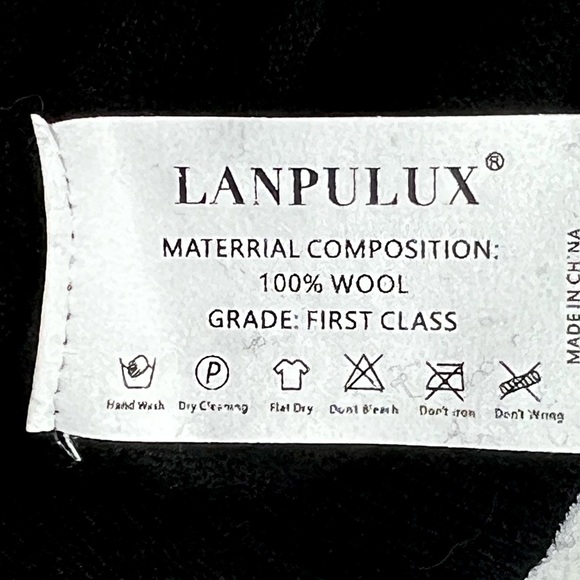 LANPULUX®
MATERRIAL COMPOSITION:
100% WOOL
GRADE: FIRST CLASS
P
Hand Wash Dry Cleaning Flat Dry Dont Bleach Don't iron Don't Wring
MADE IN CHINA